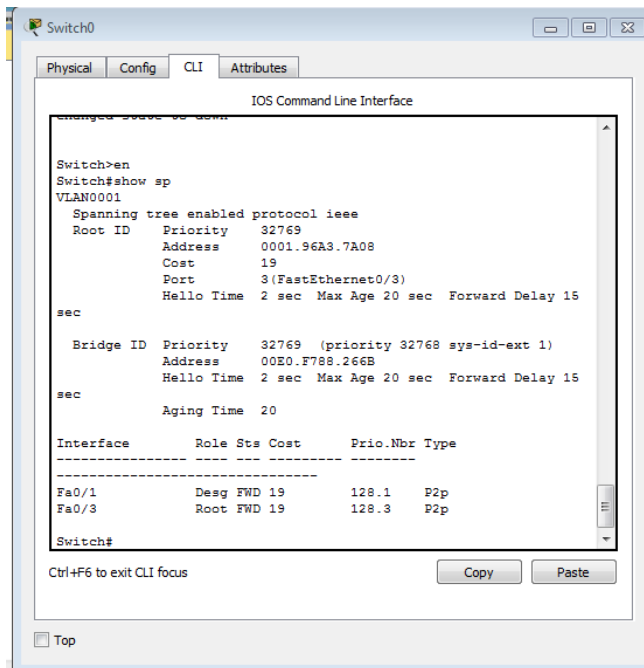 Switch0
Physical Config CLI Attributes
IOS Command Line Interface
Switch>en
Switch#show sp
VLAN0001
  Spanning tree enabled protocol ieee
  Root ID    Priority    32769
             Address     0001.96A3.7A08
             Cost        19
             Port        3(FastEthernet0/3)
             Hello Time  2 sec  Max Age 20 sec  Forward Delay 15
sec
  Bridge ID  Priority    32769  (priority 32768 sys-id-ext 1)
             Address     00E0.F788.266B
             Hello Time  2 sec  Max Age 20 sec  Forward Delay 15
sec
             Aging Time  20
Interface        Role Sts Cost      Prio.Nbr Type
---------------- ---- --- --------- --------
--------------------------------
Fa0/1            Desg FWD 19        128.1    P2p
Fa0/3            Root FWD 19        128.3    P2p
Switch#
Ctrl+F6 to exit CLI focus
Copy Paste
Top